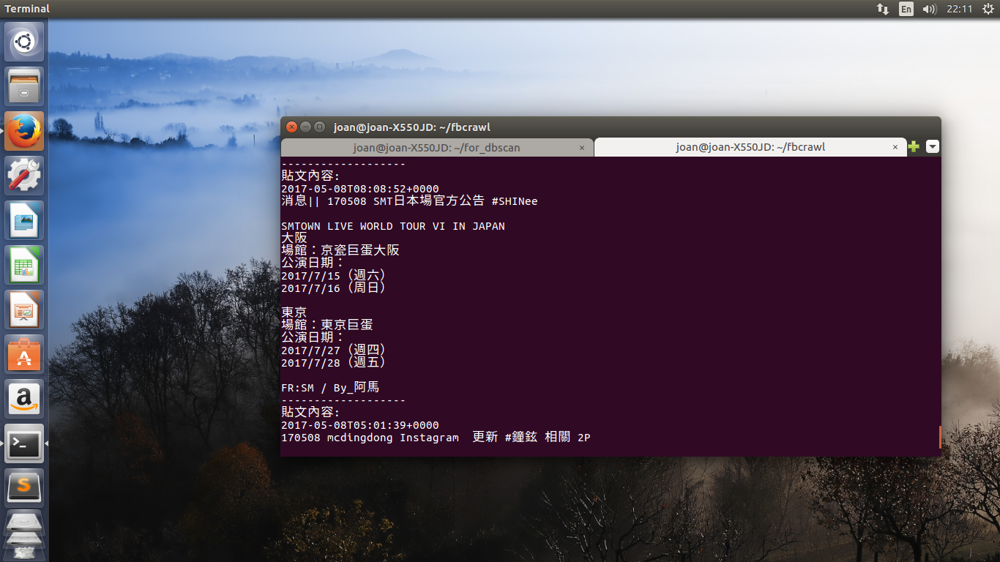 Terminal
En
22:11
joan@joan-X550JD: ~/fbcrawl
joan@joan-X550JD: ~/for_dbscan ×
joan@joan-X550JD: ~/fbcrawl ×
-------------------
貼文內容:
2017-05-08T08:08:52+0000
消息|| 170508 SMT日本場官方公告 #SHINee
SMTOWN LIVE WORLD TOUR VI IN JAPAN
大阪
場館：京瓷巨蛋大阪
公演日期：
2017/7/15（週六）
2017/7/16（周日）
東京
場館：東京巨蛋
公演日期：
2017/7/27（週四）
2017/7/28（週五）
FR:SM / By_阿馬
-------------------
貼文內容:
2017-05-08T05:01:39+0000
170508 mcdingdong Instagram  更新 #鐘鉉 相關 2P